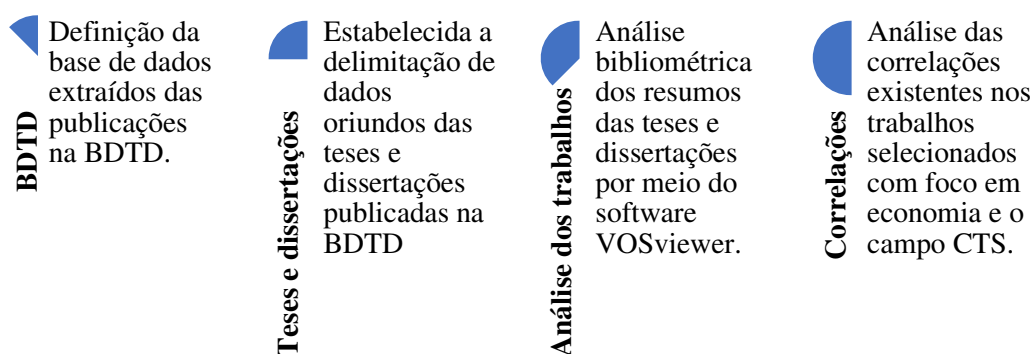 BDTD
Definição da
base de dados
extraídos das
publicações
na BDTD.
Teses e dissertações
Estabelecida a
delimitação de
dados
oriundos das
teses e
dissertações
publicadas na
BDTD
Análise dos trabalhos
Análise
bibliométrica
dos resumos
das teses e
dissertações
por meio do
software
VOSviewer.
Correlações
Análise das
correlações
existentes nos
trabalhos
selecionados
com foco em
economia e o
campo CTS.